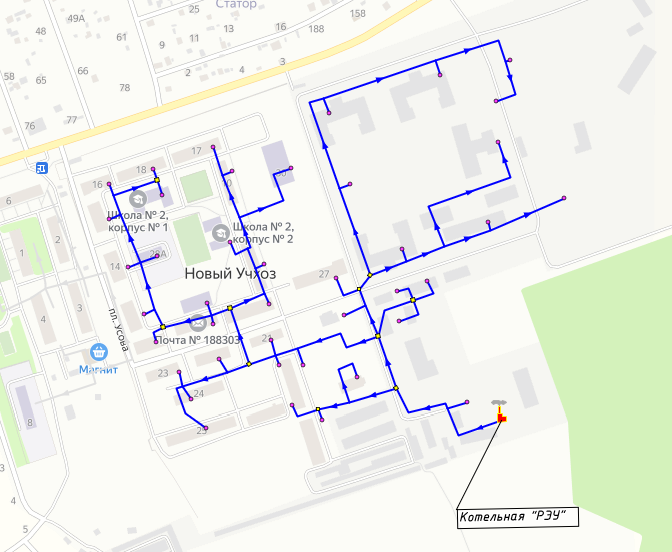 Статор
49А
25
158
48
11
13
188
61
16
9
58
65
66
2
4
3
78
76
77
17
18
16
6
Школа № 2,
корпус № 1
Школа № 2,
корпус № 2
1
2
28А
14
Новый Учхоз
27
4
3
пл. Усова
Почта № 188303
21
Магнит
23
24
8
25
4
5
Котельная "РЭУ"